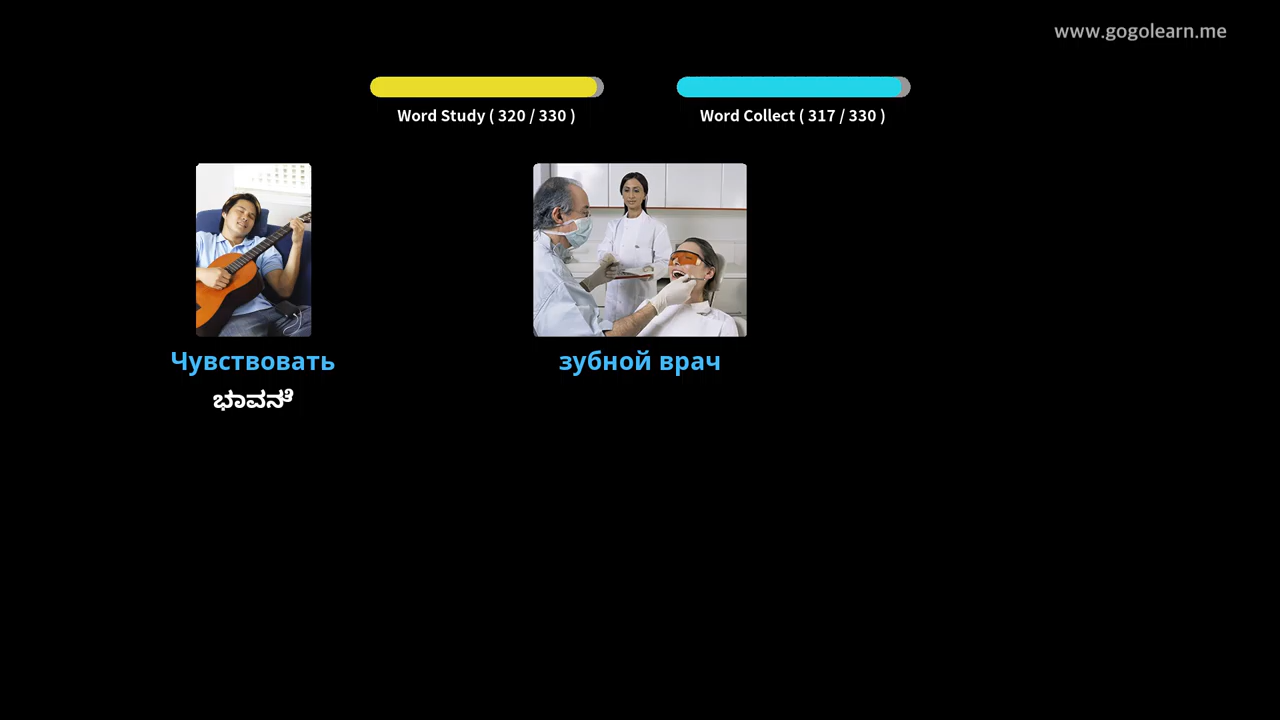 www.gogolearn.me
Word Study ( 320 / 330 )
Word Collect ( 317 / 330 )
Чувствовать
зубной врач
ಭಾವನೆ